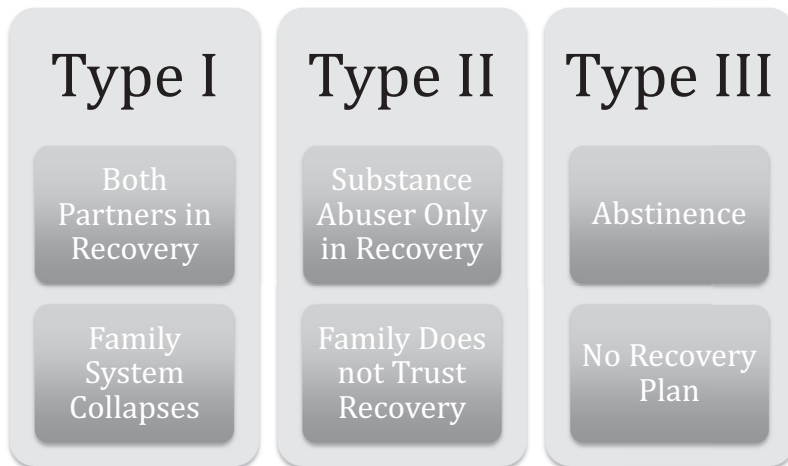 Type I
Both
Partners in
Recovery
Family
System
Collapses
Type II
Substance
Abuser Only
in Recovery
Family Does
not Trust
Recovery
Type III
Abstinence
No Recovery
Plan